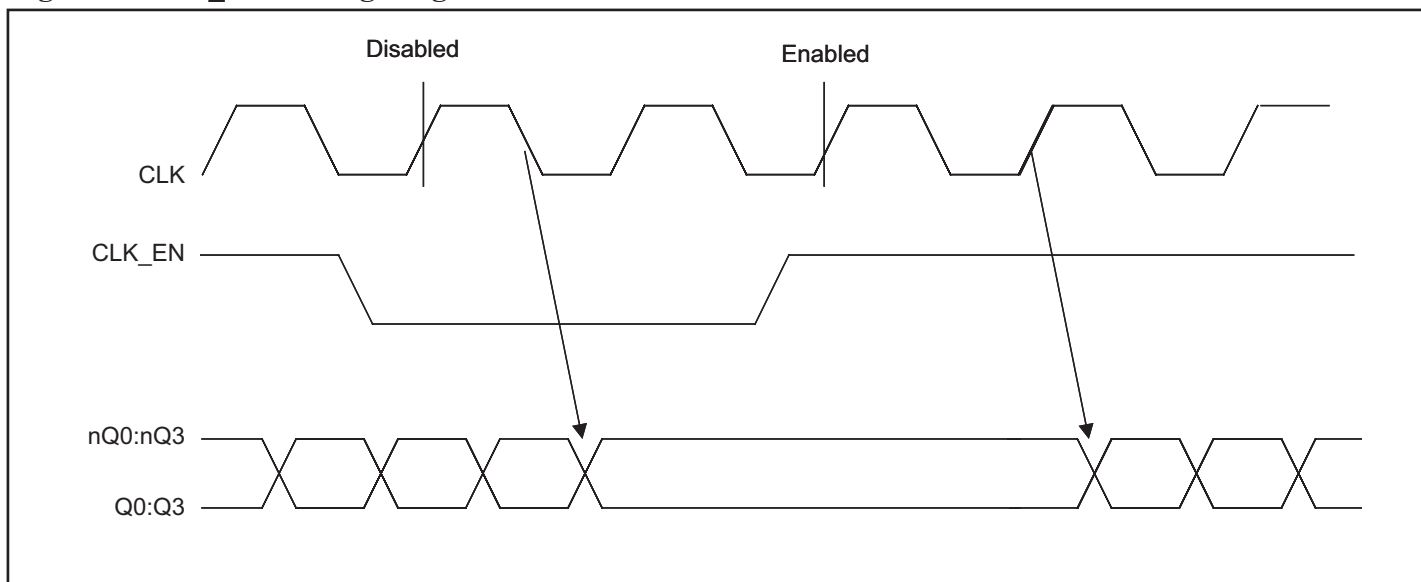 Disabled
Enabled
CLK
CLK_EN
nQ0:nQ3
Q0:Q3